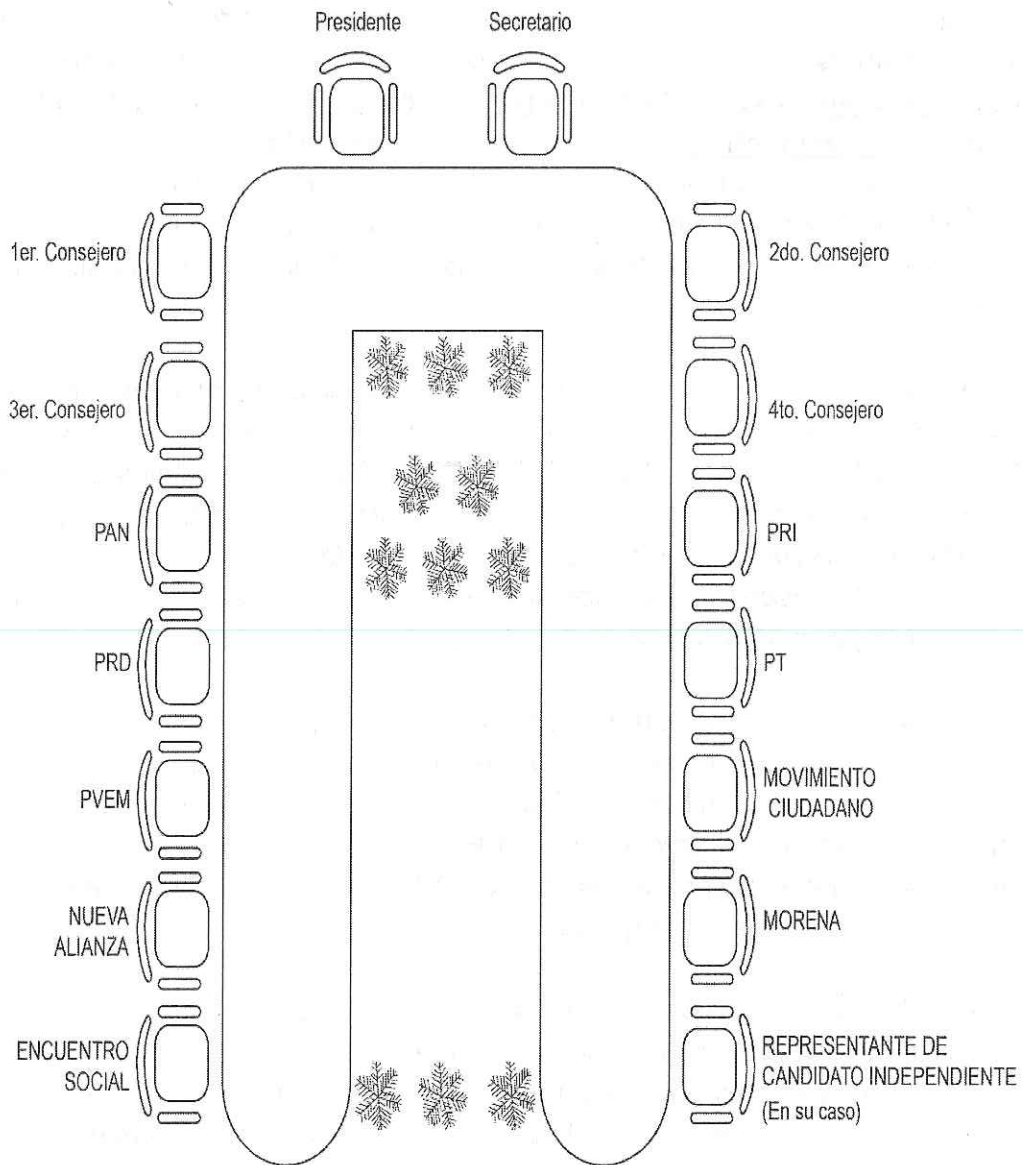 Presidente
Secretario
1er. Consejero
2do. Consejero
3er. Consejero
4to. Consejero
PAN
PRI
PRD
PT
PVEM
MOVIMIENTO
CIUDADANO
NUEVA
ALIANZA
MORENA
ENCUENTRO
SOCIAL
REPRESENTANTE DE
CANDIDATO INDEPENDIENTE
(En su caso)